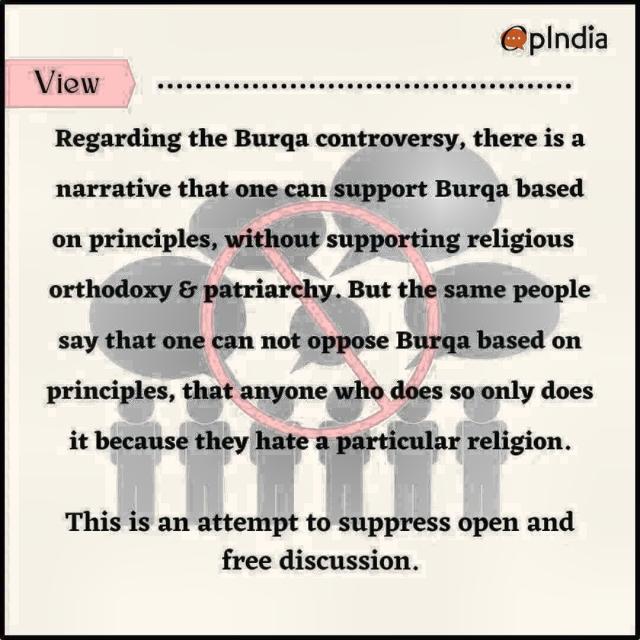 OpIndia
View
Regarding the Burqa controversy, there is a
narrative that one can support Burqa based
on principles, without supporting religious
orthodoxy & patriarchy. But the same people
say that one can not oppose Burqa based on
principles, that anyone who does so only does
it because they hate a particular religion.
This is an attempt to suppress open and
free discussion.